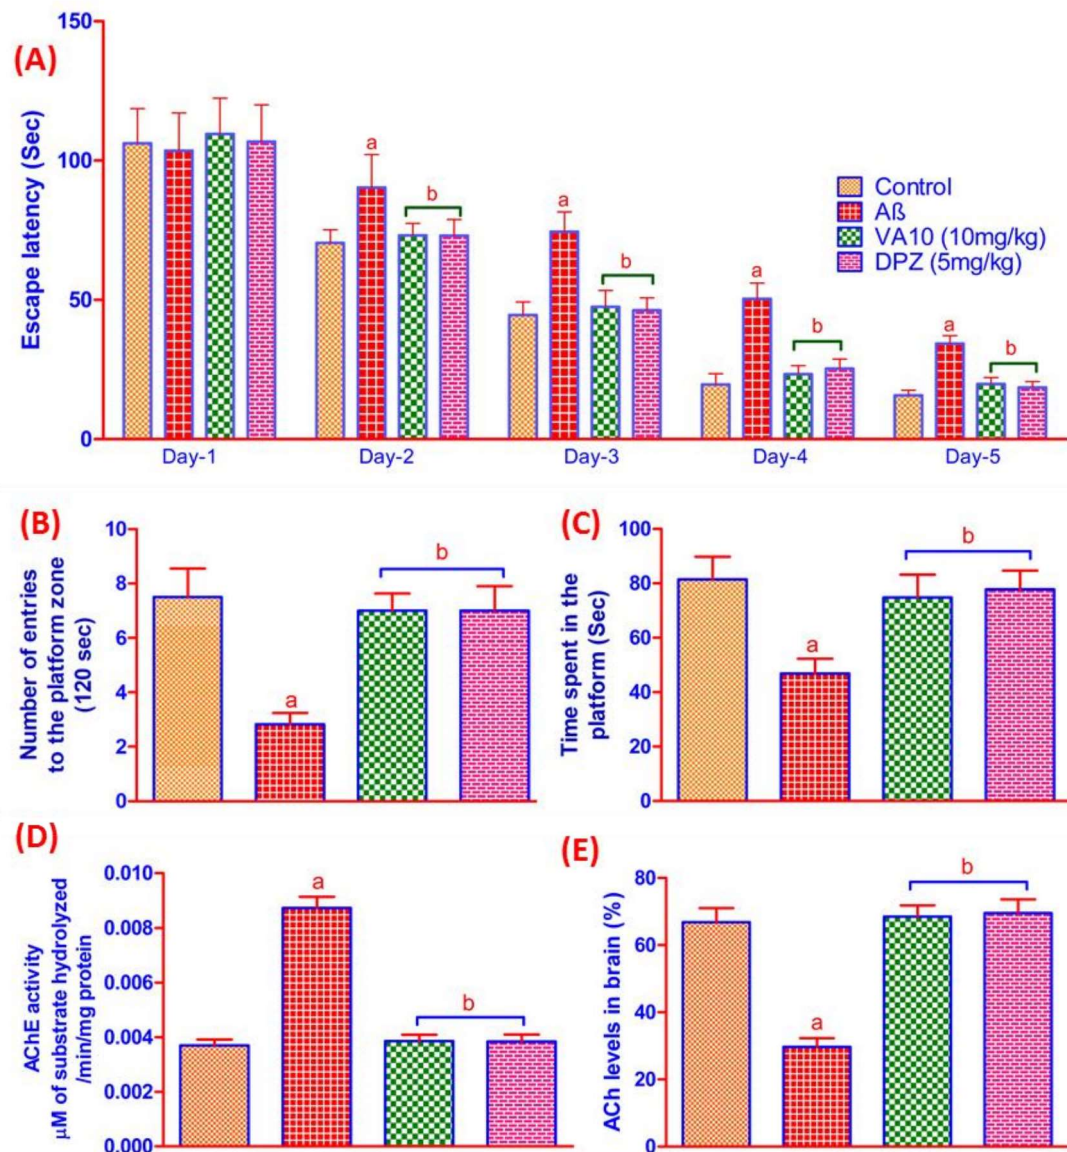 (A)
Escape latency (Sec)
150
100
50
0
a
b
a
b
a
b
a
b
Control
Aß
VA10 (10mg/kg)
DPZ (5mg/kg)
Day-1
Day-2
Day-3
Day-4
Day-5
(B)
Number of entries
to the platform zone
(120 sec)
10
8
6
4
2
0
a
b
(C)
Time spent in the
platform (Sec)
100
80
60
40
20
0
a
b
(D)
AChE activity
µM of substrate hydrolyzed
/min/mg protein
0.010
0.008
0.006
0.004
0.002
0.000
a
b
(E)
ACh levels in brain (%)
80
60
40
20
0
a
b